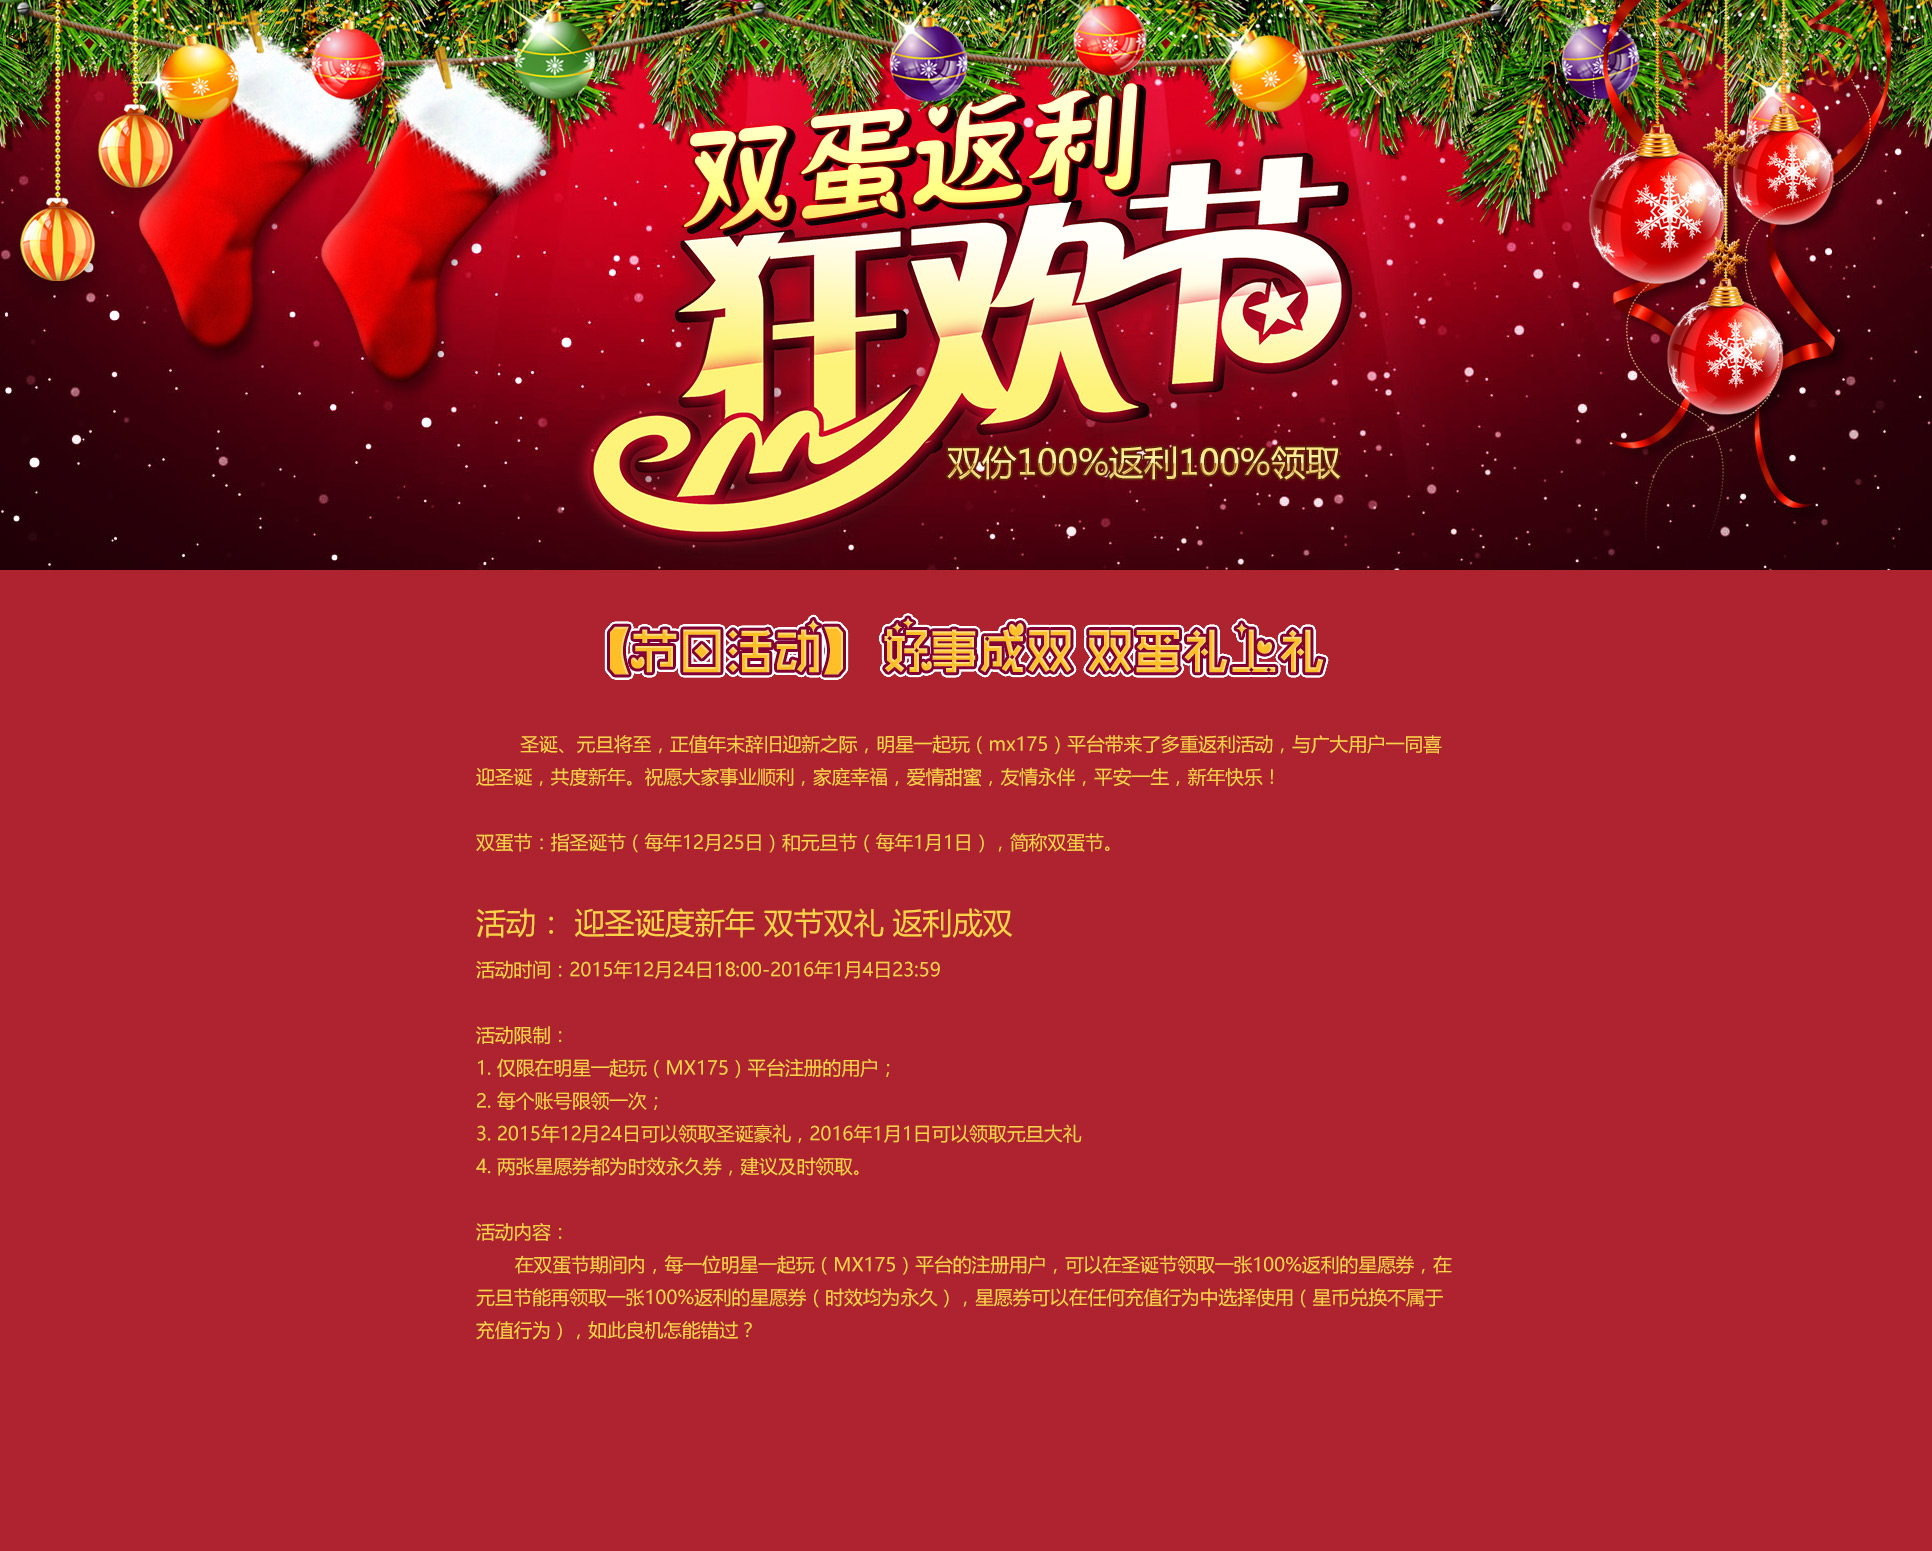 双蛋返利
狂欢节
双份100%返利100%领取
【节日活动】 好事成双 双蛋礼上礼
圣诞、元旦将至，正值年末辞旧迎新之际，明星一起玩（mx175）平台带来了多重返利活动，与广大用户一同喜
迎圣诞，共度新年。祝愿大家事业顺利，家庭幸福，爱情甜蜜，友情永伴，平安一生，新年快乐！
双蛋节：指圣诞节（每年12月25日）和元旦节（每年1月1日），简称双蛋节。
活动： 迎圣诞度新年 双节双礼 返利成双
活动时间：2015年12月24日18:00-2016年1月4日23:59
活动限制：
1. 仅限在明星一起玩（MX175）平台注册的用户；
2. 每个账号限领一次；
3. 2015年12月24日可以领取圣诞豪礼，2016年1月1日可以领取元旦大礼
4. 两张星愿券都为时效永久券，建议及时领取。
活动内容：
在双蛋节期间内，每一位明星一起玩（MX175）平台的注册用户，可以在圣诞节领取一张100%返利的星愿券，在
元旦节能再领取一张100%返利的星愿券（时效均为永久），星愿券可以在任何充值行为中选择使用（星币兑换不属于
充值行为），如此良机怎能错过？